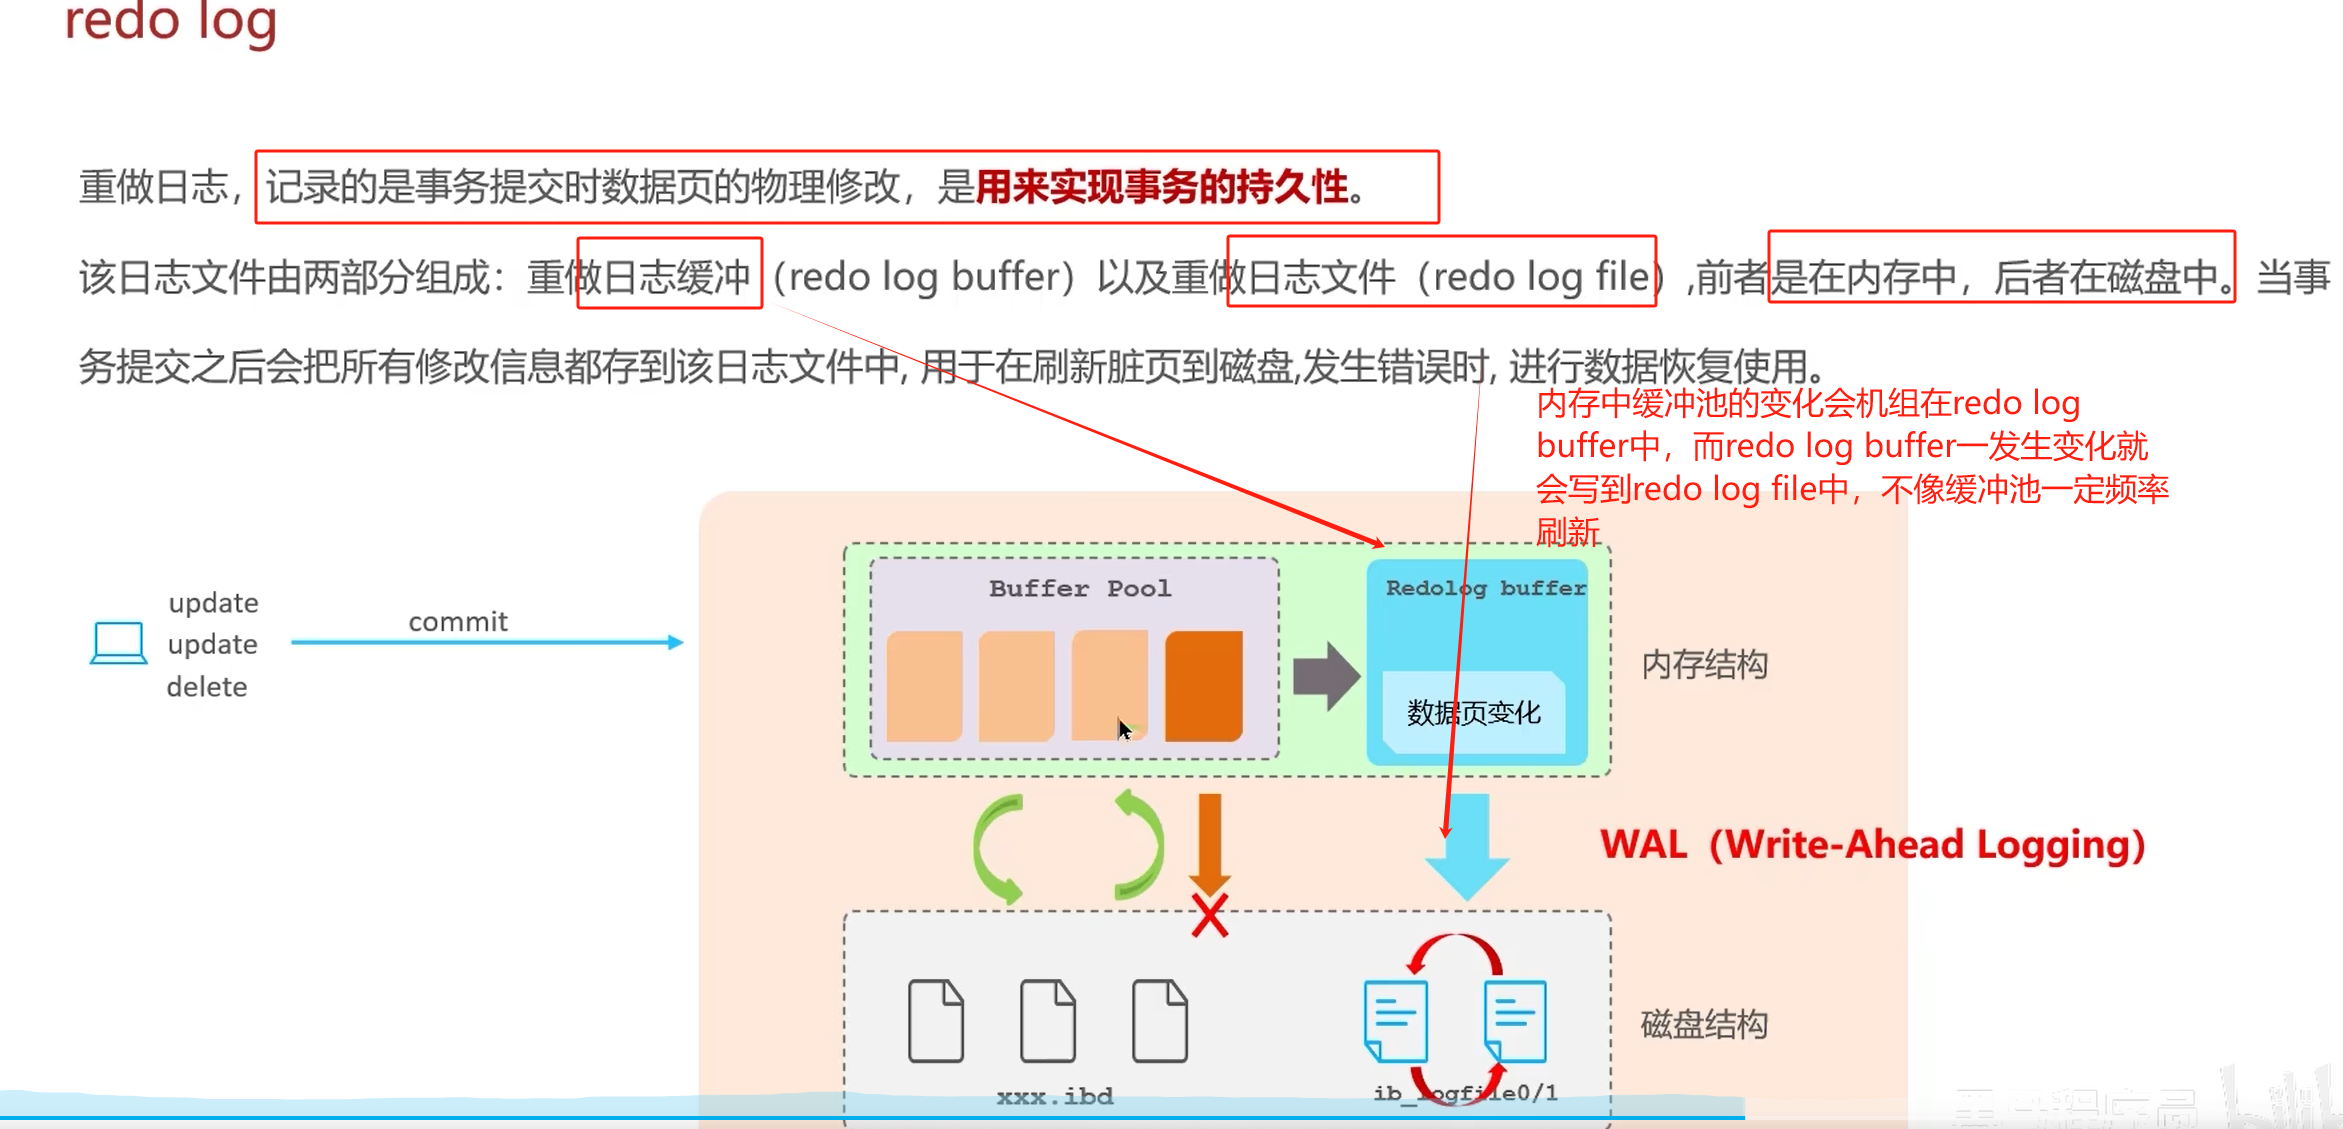 redo log
重做日志，记录的是事务提交时数据页的物理修改，是用来实现事务的持久性。
该日志文件由两部分组成：重做日志缓冲（redo log buffer）以及重做日志文件（redo log file）,前者是在内存中，后者在磁盘中。当事
务提交之后会把所有修改信息都存到该日志文件中, 用于在刷新脏页到磁盘,发生错误时, 进行数据恢复使用。
内存中缓冲池的变化会机组在redo log
buffer中，而redo log buffer一发生变化就
会写到redo log file中，不像缓冲池一定频率
刷新
update
update
delete
commit
Buffer Pool
Redolog buffer
数据页变化
内存结构
WAL（Write-Ahead Logging）
磁盘结构
xxx.ibd
ib_logfile0/1